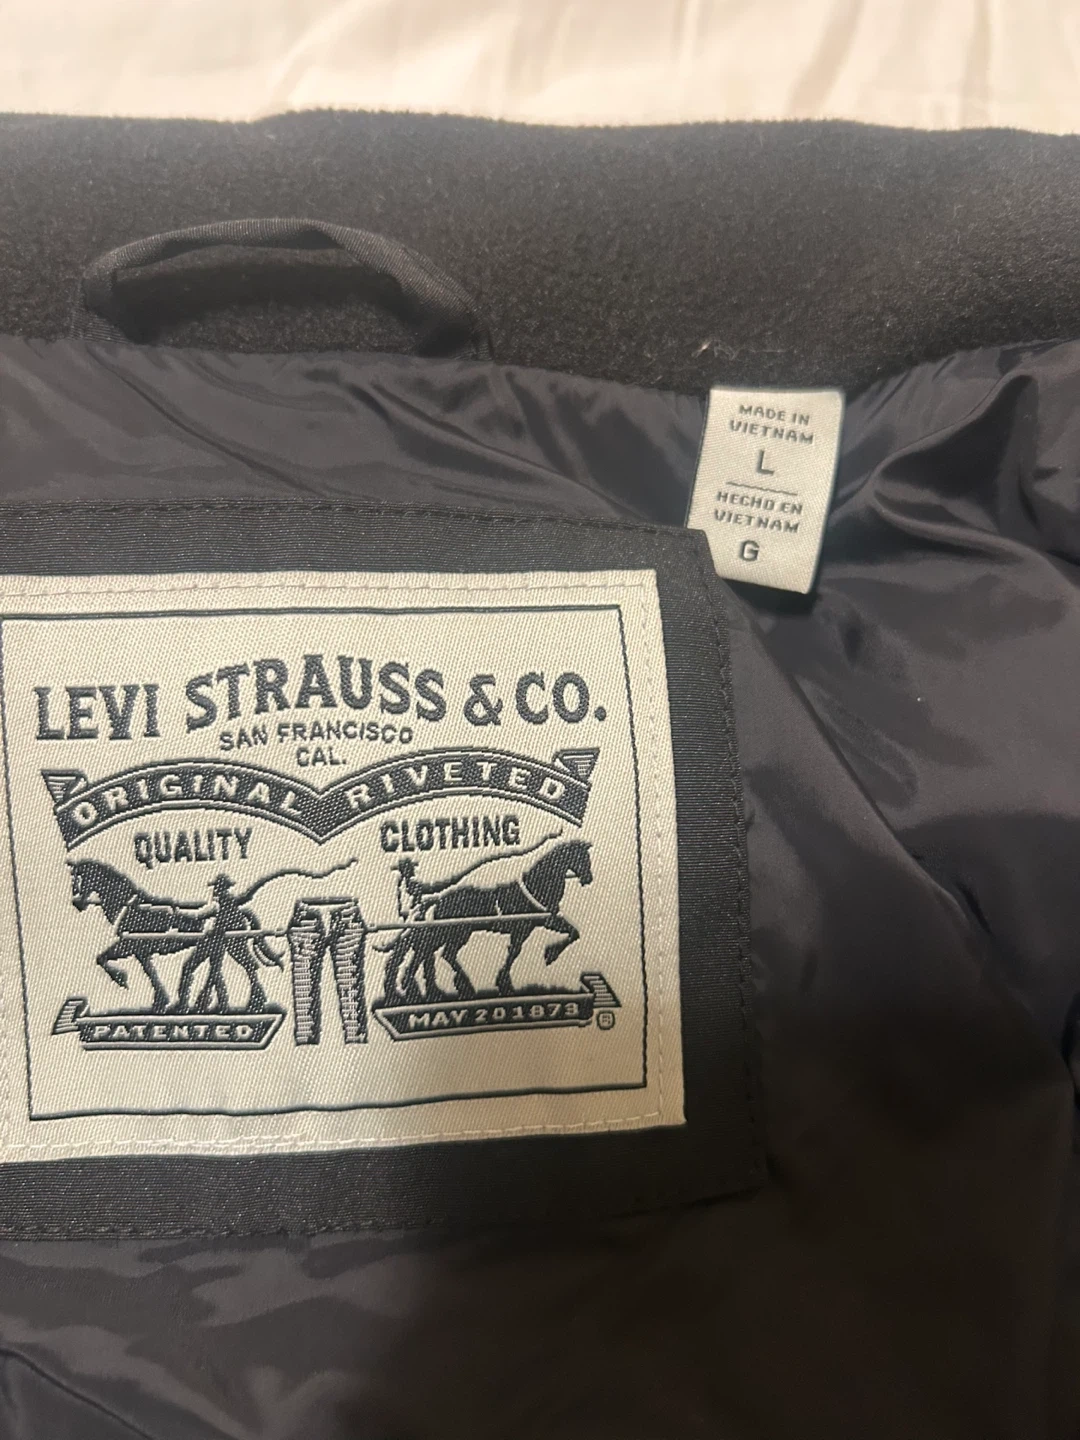 MADE IN
VIETNAM
L
HECHO EN
VIETNAM
G
LEVI STRAUSS & CO.
SAN FRANCISCO
CAL.
ORIGINAL RIVETED
QUALITY CLOTHING
PATENTED MAY 20 1873 ®